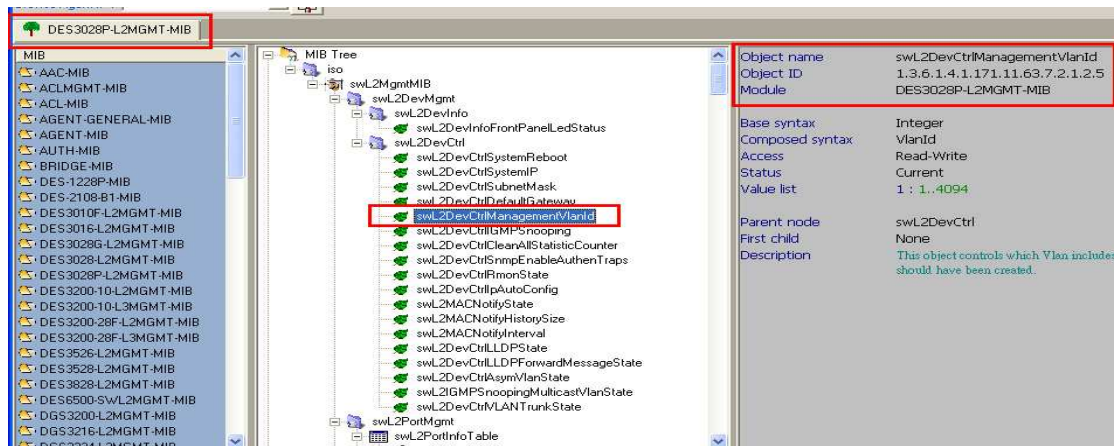 DES3028P-L2MGMT-MIB
MIB
AAC-MIB
ACLMGMT-MIB
ACL-MIB
AGENT-GENERAL-MIB
AGENT-MIB
AUTH-MIB
BRIDGE-MIB
DES-1228P-MIB
DES-2108-B1-MIB
DES3010F-L2MGMT-MIB
DES3016-L2MGMT-MIB
DES3028G-L2MGMT-MIB
DES3028-L2MGMT-MIB
DES3028P-L2MGMT-MIB
DES3200-10-L2MGMT-MIB
DES3200-10-L3MGMT-MIB
DES3200-28F-L2MGMT-MIB
DES3200-28F-L3MGMT-MIB
DES3526-L2MGMT-MIB
DES3528-L2MGMT-MIB
DES3828-L2MGMT-MIB
DES6500-SWL2MGMT-MIB
DGS3200-L2MGMT-MIB
DGS3216-L2MGMT-MIB
MIB Tree
iso
swL2MgmtMIB
swL2DevMgmt
swL2DevInfo
swL2DevInfoFrontPanelLedStatus
swL2DevCtrl
swL2DevCtrlSystemReboot
swL2DevCtrlSystemIP
swL2DevCtrlSubnetMask
swL2DevCtrlDefaultGateway
swL2DevCtrlManagementVlanId
swL2DevCtrlIGMPSnooping
swL2DevCtrlCleanAllStatisticCounter
swL2DevCtrlSnmpEnableAuthenTraps
swL2DevCtrlRmonState
swL2DevCtrlIpAutoConfig
swL2MACNotifyState
swL2MACNotifyHistorySize
swL2MACNotifyInterval
swL2DevCtrlLLDPState
swL2DevCtrlLLDPForwardMessageState
swL2DevCtrlAsymVlanState
swL2IGMPSnoopingMulticastVlanState
swL2DevCtrlVLANTrunkState
swL2PortMgmt
swL2PortInfoTable
Object name swL2DevCtrlManagementVlanId
Object ID 1.3.6.1.4.1.171.11.63.7.2.1.2.5
Module DES3028P-L2MGMT-MIB
Base syntax Integer
Composed syntax VlanId
Access Read-Write
Status Current
Value list 1 : 1..4094
Parent node swL2DevCtrl
First child None
Description This object controls which Vlan includes
should have been created.